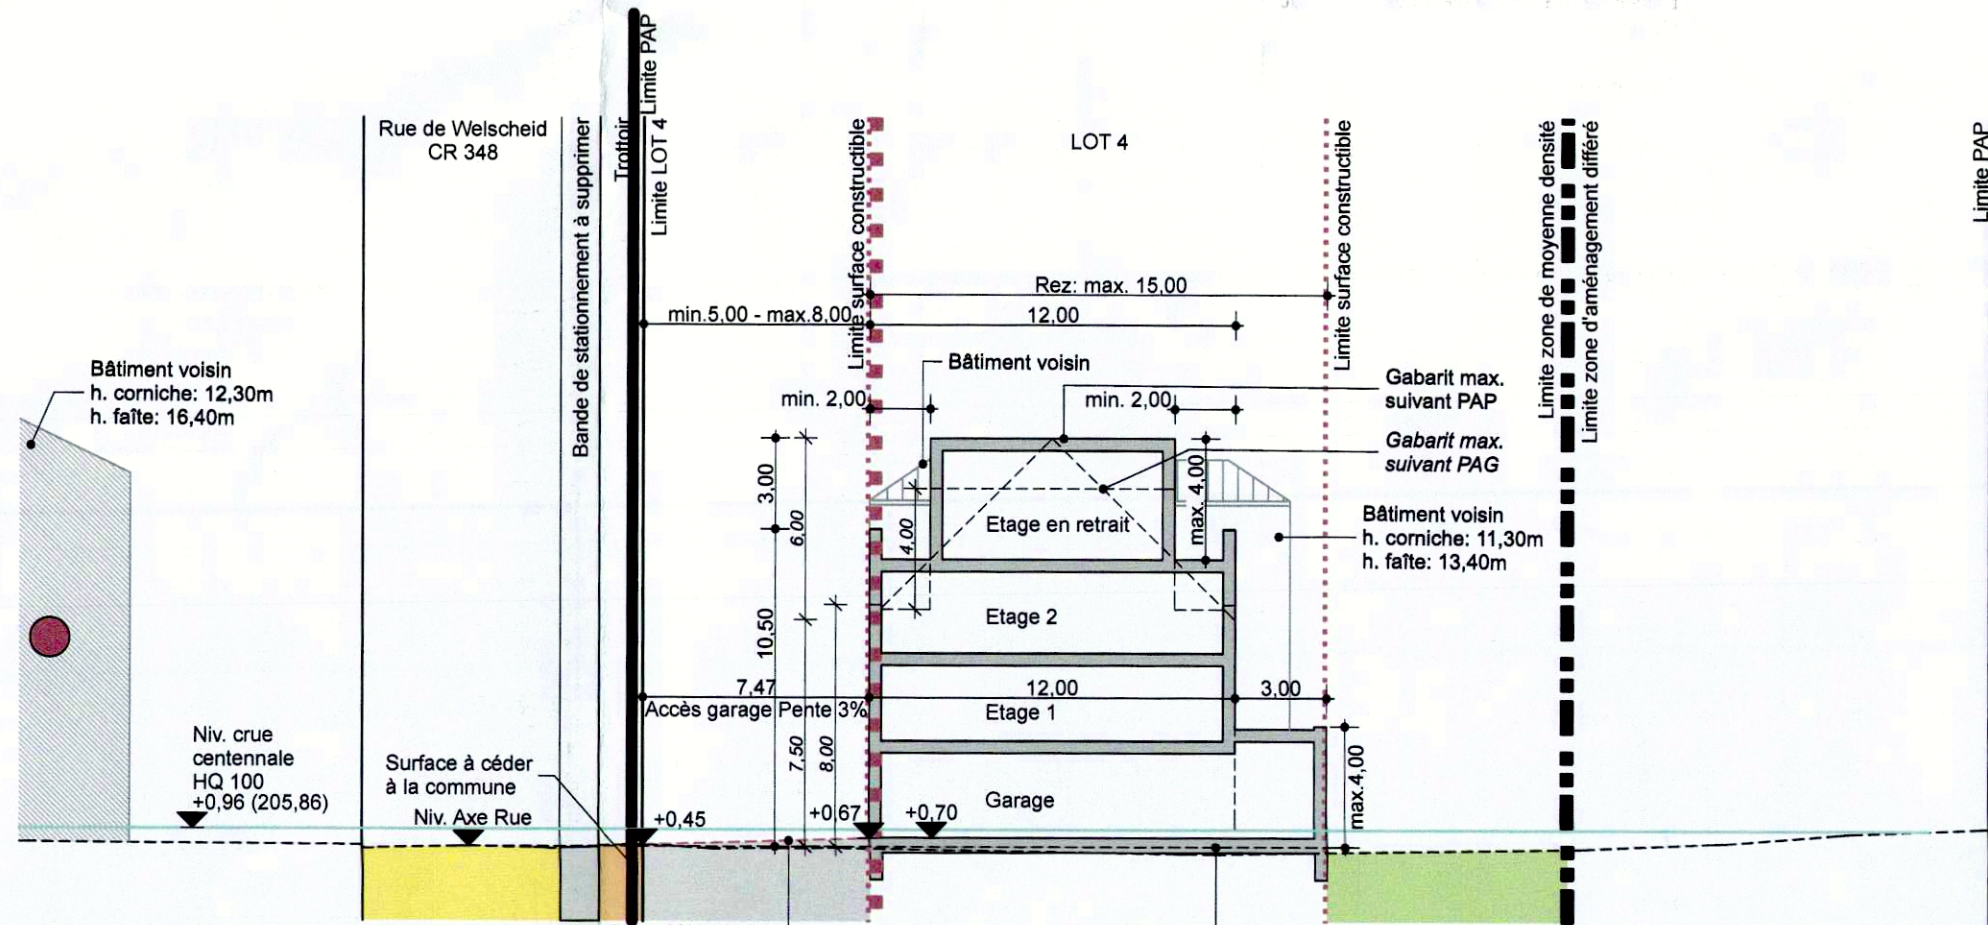 Limite PAP
Rue de Welscheid
CR 348
Bande de stationnement à supprimer
Trottoir
Limite LOT 4
Limite surface constructible
LOT 4
Limite surface constructible
Limite zone de moyenne densité
Limite zone d'aménagement différé
Limite PAP
Rez: max. 15,00
min.5,00 - max.8,00
12,00
Bâtiment voisin
h. corniche: 12,30m
h. faîte: 16,40m
Bâtiment voisin
min. 2,00
min. 2,00
Gabarit max.
suivant PAP
Gabarit max.
suivant PAG
3,00
6,00
4,00
max. 4,00
Etage en retrait
Bâtiment voisin
h. corniche: 11,30m
h. faîte: 13,40m
10,50
Etage 2
7,47
12,00
3,00
Accès garage Pente 3%
Etage 1
7,50
8,00
max.4,00
Niv. crue
centennale
HQ 100
+0,96 (205,86)
Surface à céder
à la commune
Niv. Axe Rue
+0,45
+0,67
+0,70
Garage